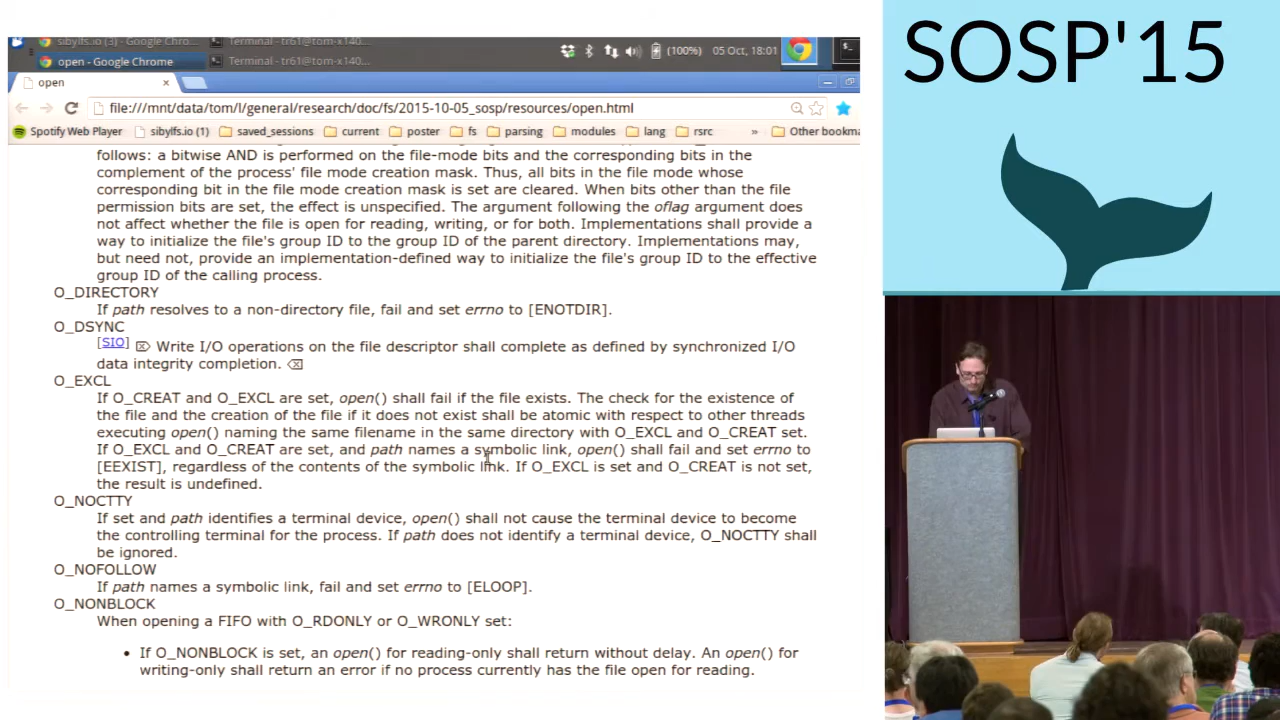 sibylfs.io (3) - Google Chro...
Terminal - tr61@tom-x140...
open - Google Chrome
Terminal - tr61@tom-x140...
(100%)
05 Oct, 18:01
open
file:///mnt/data/tom/l/general/research/doc/fs/2015-10-05_sosp/resources/open.html
Spotify Web Player
sibylfs.io (1)
saved_sessions
current
poster
fs
parsing
modules
lang
rsrc
»
Other bookma
follows: a bitwise AND is performed on the file-mode bits and the corresponding bits in the
complement of the process' file mode creation mask. Thus, all bits in the file mode whose
corresponding bit in the file mode creation mask is set are cleared. When bits other than the file
permission bits are set, the effect is unspecified. The argument following the oflag argument does
not affect whether the file is open for reading, writing, or for both. Implementations shall provide a
way to initialize the file's group ID to the group ID of the parent directory. Implementations may,
but need not, provide an implementation-defined way to initialize the file's group ID to the effective
group ID of the calling process.
O_DIRECTORY
If path resolves to a non-directory file, fail and set errno to [ENOTDIR].
O_DSYNC
[SIO] Write I/O operations on the file descriptor shall complete as defined by synchronized I/O
data integrity completion.
O_EXCL
If O_CREAT and O_EXCL are set, open() shall fail if the file exists. The check for the existence of
the file and the creation of the file if it does not exist shall be atomic with respect to other threads
executing open() naming the same filename in the same directory with O_EXCL and O_CREAT set.
If O_EXCL and O_CREAT are set, and path names a symbolic link, open() shall fail and set errno to
[EEXIST], regardless of the contents of the symbolic link. If O_EXCL is set and O_CREAT is not set,
the result is undefined.
O_NOCTTY
If set and path identifies a terminal device, open() shall not cause the terminal device to become
the controlling terminal for the process. If path does not identify a terminal device, O_NOCTTY shall
be ignored.
O_NOFOLLOW
If path names a symbolic link, fail and set errno to [ELOOP].
O_NONBLOCK
When opening a FIFO with O_RDONLY or O_WRONLY set:
• If O_NONBLOCK is set, an open() for reading-only shall return without delay. An open() for
writing-only shall return an error if no process currently has the file open for reading.
SOSP'15